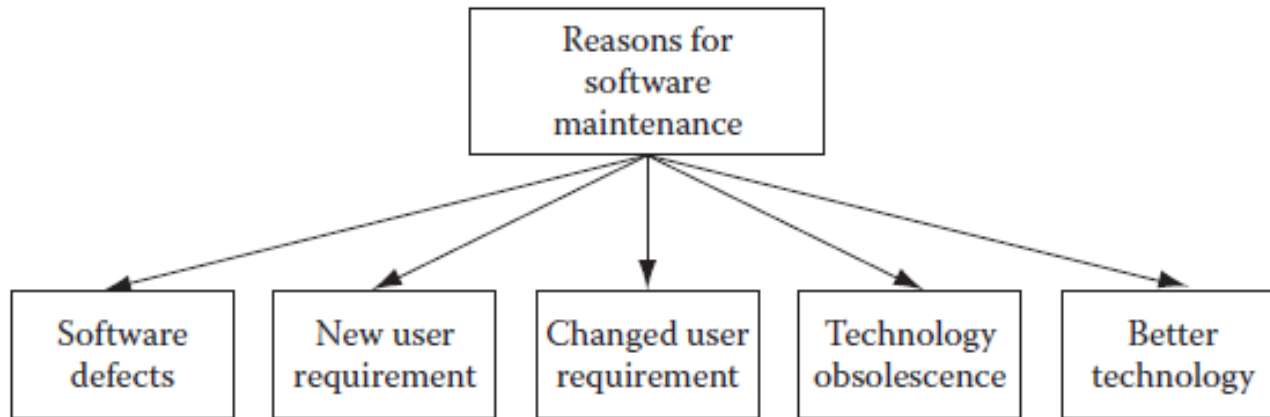 Reasons for
software
maintenance
Software
defects
New user
requirement
Changed user
requirement
Technology
obsolescence
Better
technology